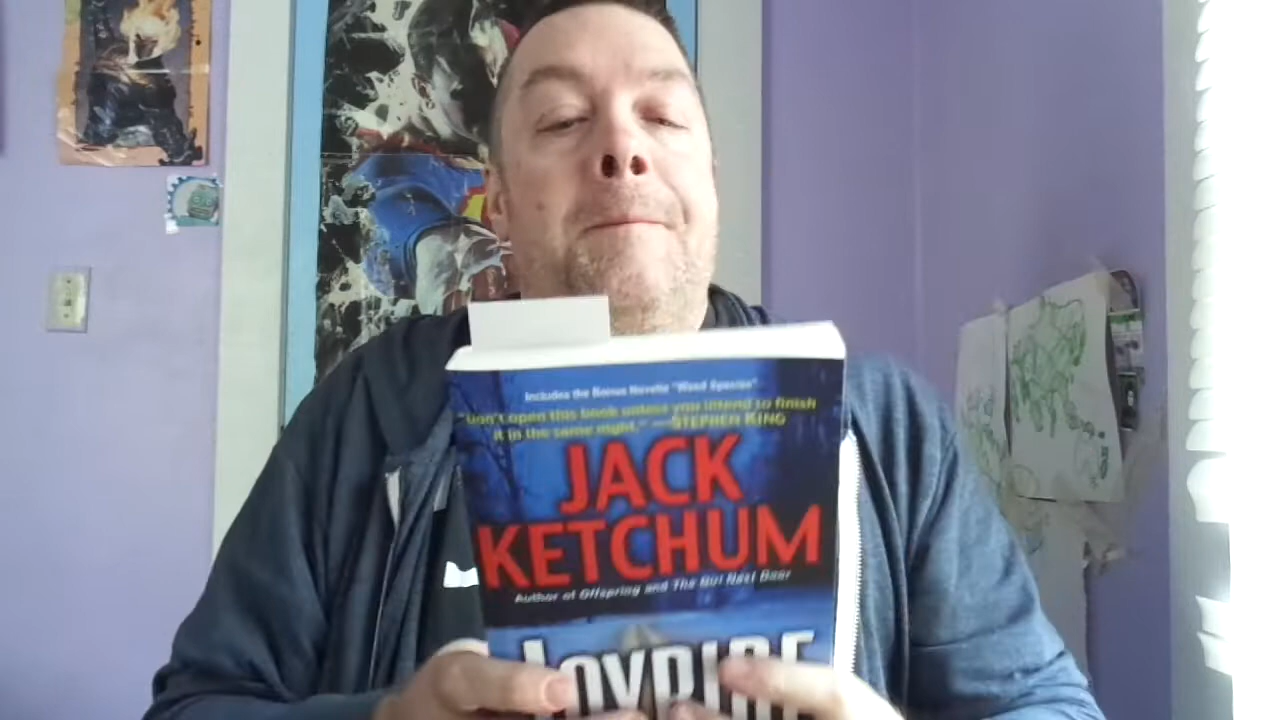 Includes the Bonus Novella "Weed Species"
"Don't open this book unless you intend to finish
it in the same night." —STEPHEN KING
JACK
KETCHUM
Author of Offspring and The Girl Next Door
JOYRIDE